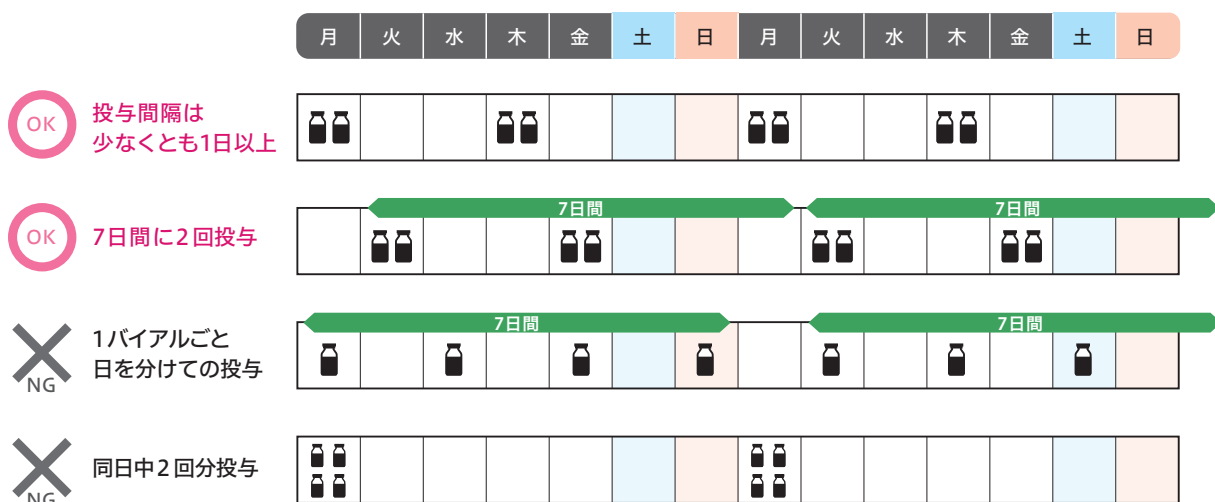 月 火 水 木 金 土 日 月 火 水 木 金 土 日
OK
投与間隔は
少なくとも1日以上
OK
7日間に2回投与
7日間
7日間
NG
1バイアルごと
日を分けての投与
7日間
7日間
NG
同日中2回分投与